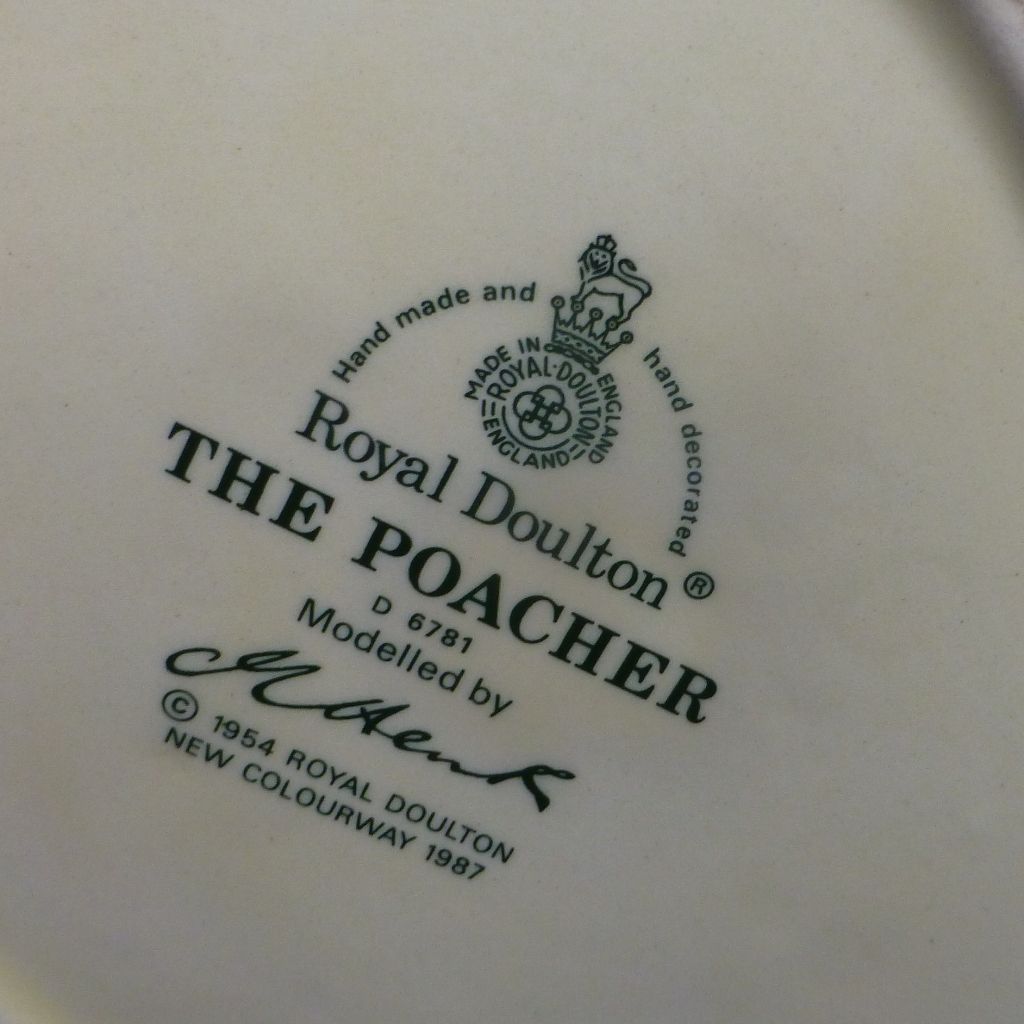 Hand made and hand decorated
MADE IN ENGLAND
ROYAL·DOULTON
ENGLAND
Royal Doulton ®
THE POACHER
D 6781
Modelled by
M Henk
© 1954 ROYAL DOULTON
NEW COLOURWAY 1987